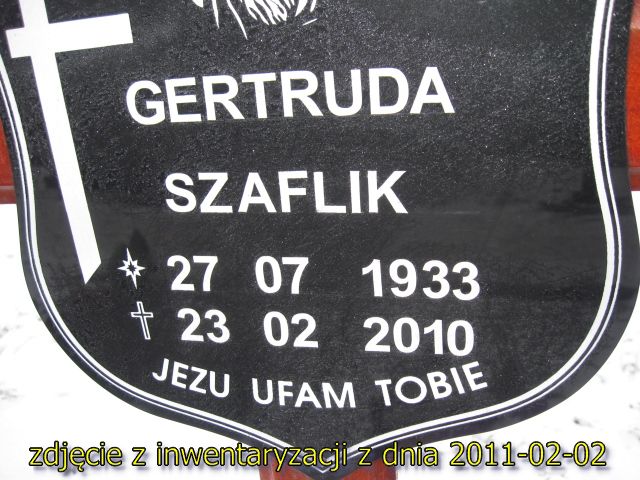 GERTRUDA
SZAFLIK
27 07 1933
23 02 2010
JEZU UFAM TOBIE
zdjęcie z inwentaryzacji z dnia 2011-02-02